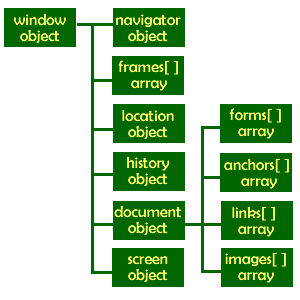 window
object
navigator
object
frames[ ]
array
location
object
history
object
document
object
screen
object
forms[ ]
array
anchors[ ]
array
links[ ]
array
images[ ]
array